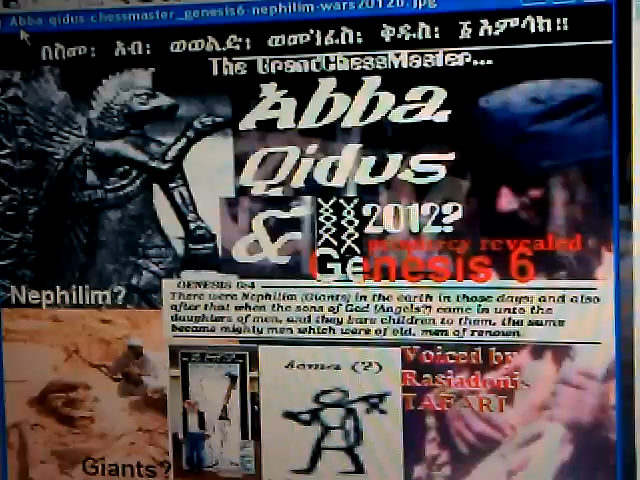 Abba qidus chessmaster_genesis6-nephilim-wars2012b.jpg
በስመ፡ አብ፡ ወወልድ፡ ወመንፈስ፡ ቅዱስ፡ ፩ አምላክ።
The GrandChessMaster...
Abba
Qidus
& 2012?
prophecy revealed
Genesis 6
Nephilim?
GENESIS 6:4
There were Nephilim (Giants) in the earth in those days; and also
after that when the sons of God (Angels?) came in unto the
daughters of men, and they bare children to them, the same
became mighty men which were of old, men of renown
(?)
Voiced by
Rasiadonis
TAFARI
Giants?